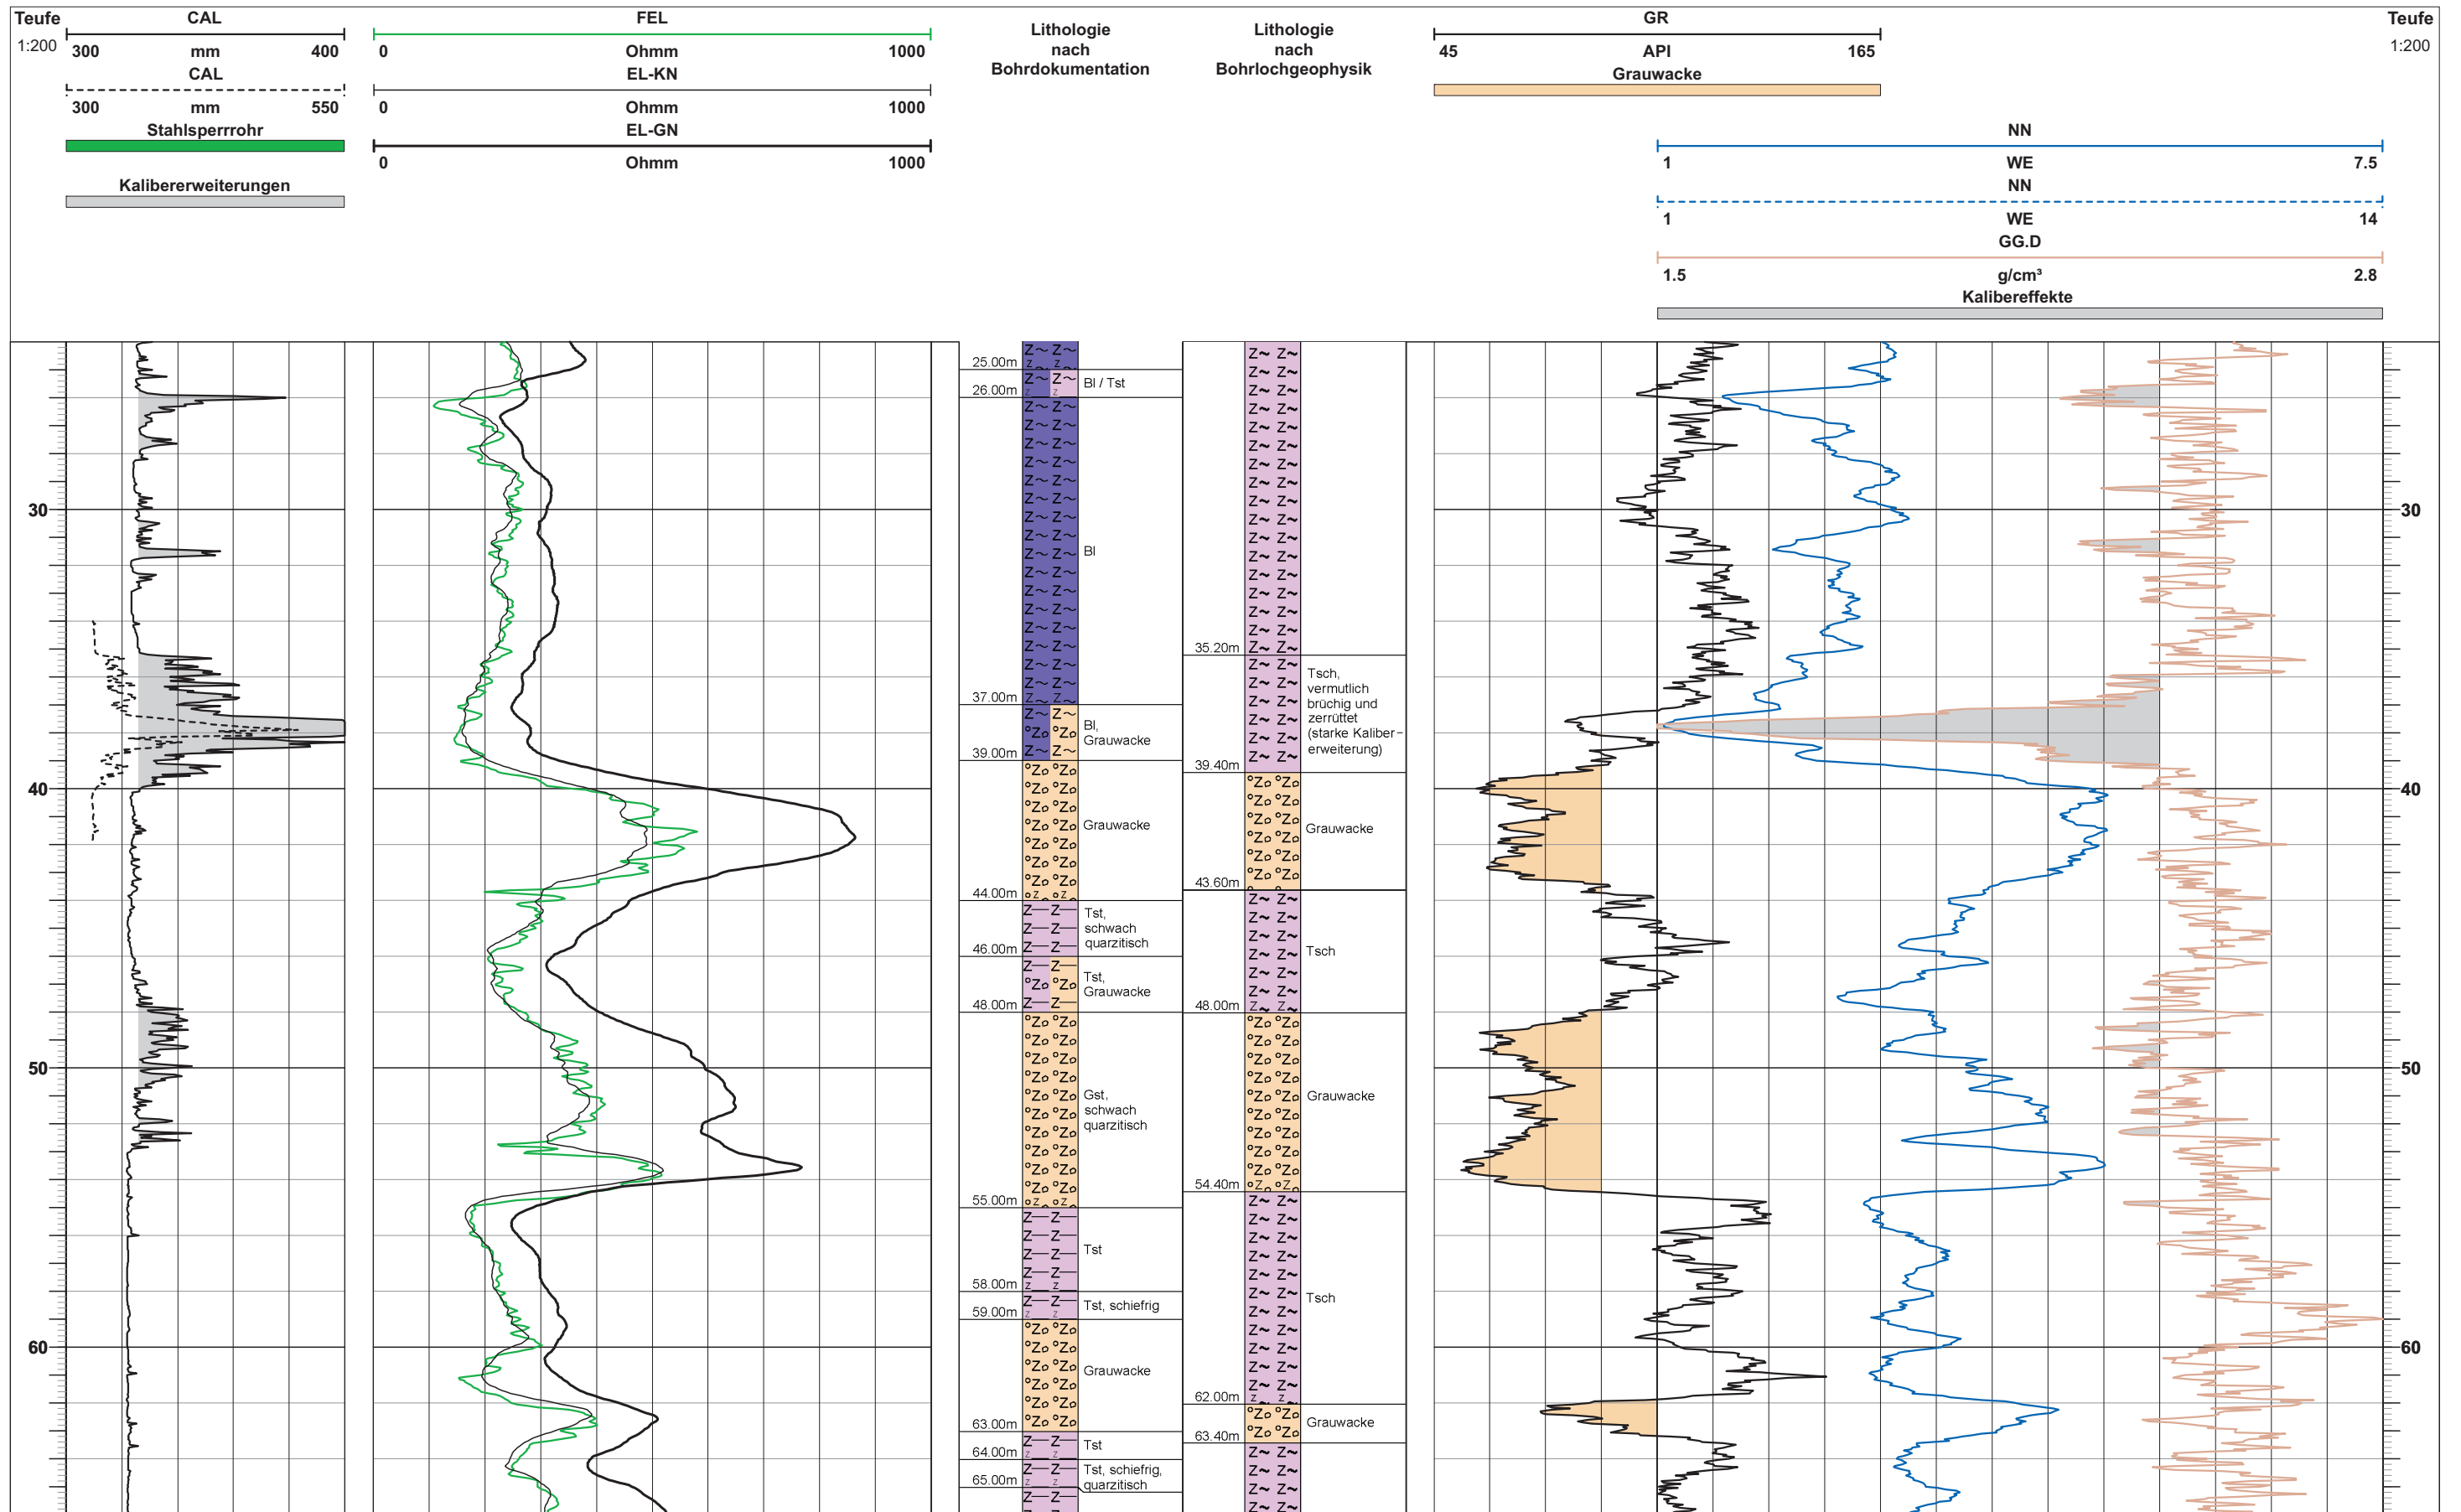 Teufe
1:200
CAL
300 mm 400
CAL
300 mm 550
Stahlsperrrohr
Kalibererweiterungen
FEL
0 Ohmm 1000
EL-KN
0 Ohmm 1000
EL-GN
0 Ohmm 1000
Lithologie
nach
Bohrdokumentation
Lithologie
nach
Bohrlochgeophysik
GR
45 API 165
Grauwacke
NN
1 WE 7.5
NN
1 WE 14
GG.D
1.5 g/cm³ 2.8
Kalibereffekte
Teufe
1:200
30
40
50
60
25.00m
26.00m
Bl / Tst
Bl
37.00m
Bl,
Grauwacke
39.00m
Grauwacke
44.00m
Tst,
schwach
quarzitisch
46.00m
Tst,
Grauwacke
48.00m
Gst,
schwach
quarzitisch
55.00m
Tst
58.00m
Tst, schiefrig
59.00m
Grauwacke
63.00m
Tst
64.00m
Tst, schiefrig,
quarzitisch
65.00m
35.20m
Tsch,
vermutlich
brüchig und
zerrüttet
(starke Kaliber-
erweiterung)
39.40m
Grauwacke
43.60m
Tsch
48.00m
Grauwacke
54.40m
Tsch
62.00m
Grauwacke
63.40m
30
40
50
60